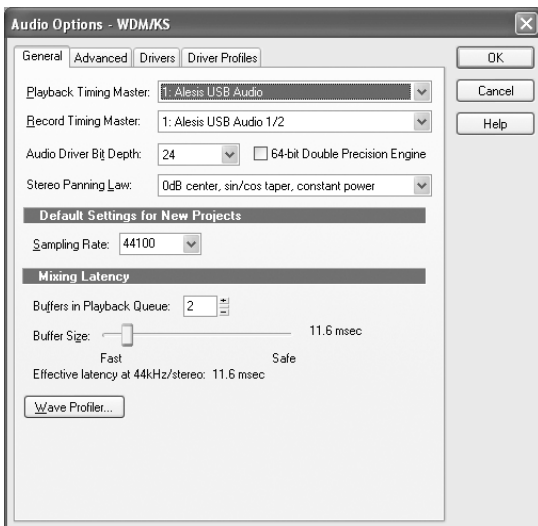 Audio Options - WDM/KS
General Advanced Drivers Driver Profiles
OK
Cancel
Help
Playback Timing Master: 1: Alesis USB Audio
Record Timing Master: 1: Alesis USB Audio 1/2
Audio Driver Bit Depth: 24 64-bit Double Precision Engine
Stereo Panning Law: 0dB center, sin/cos taper, constant power
Default Settings for New Projects
Sampling Rate: 44100
Mixing Latency
Buffers in Playback Queue: 2
Buffer Size: 11.6 msec
Fast Safe
Effective latency at 44kHz/stereo: 11.6 msec
Wave Profiler...